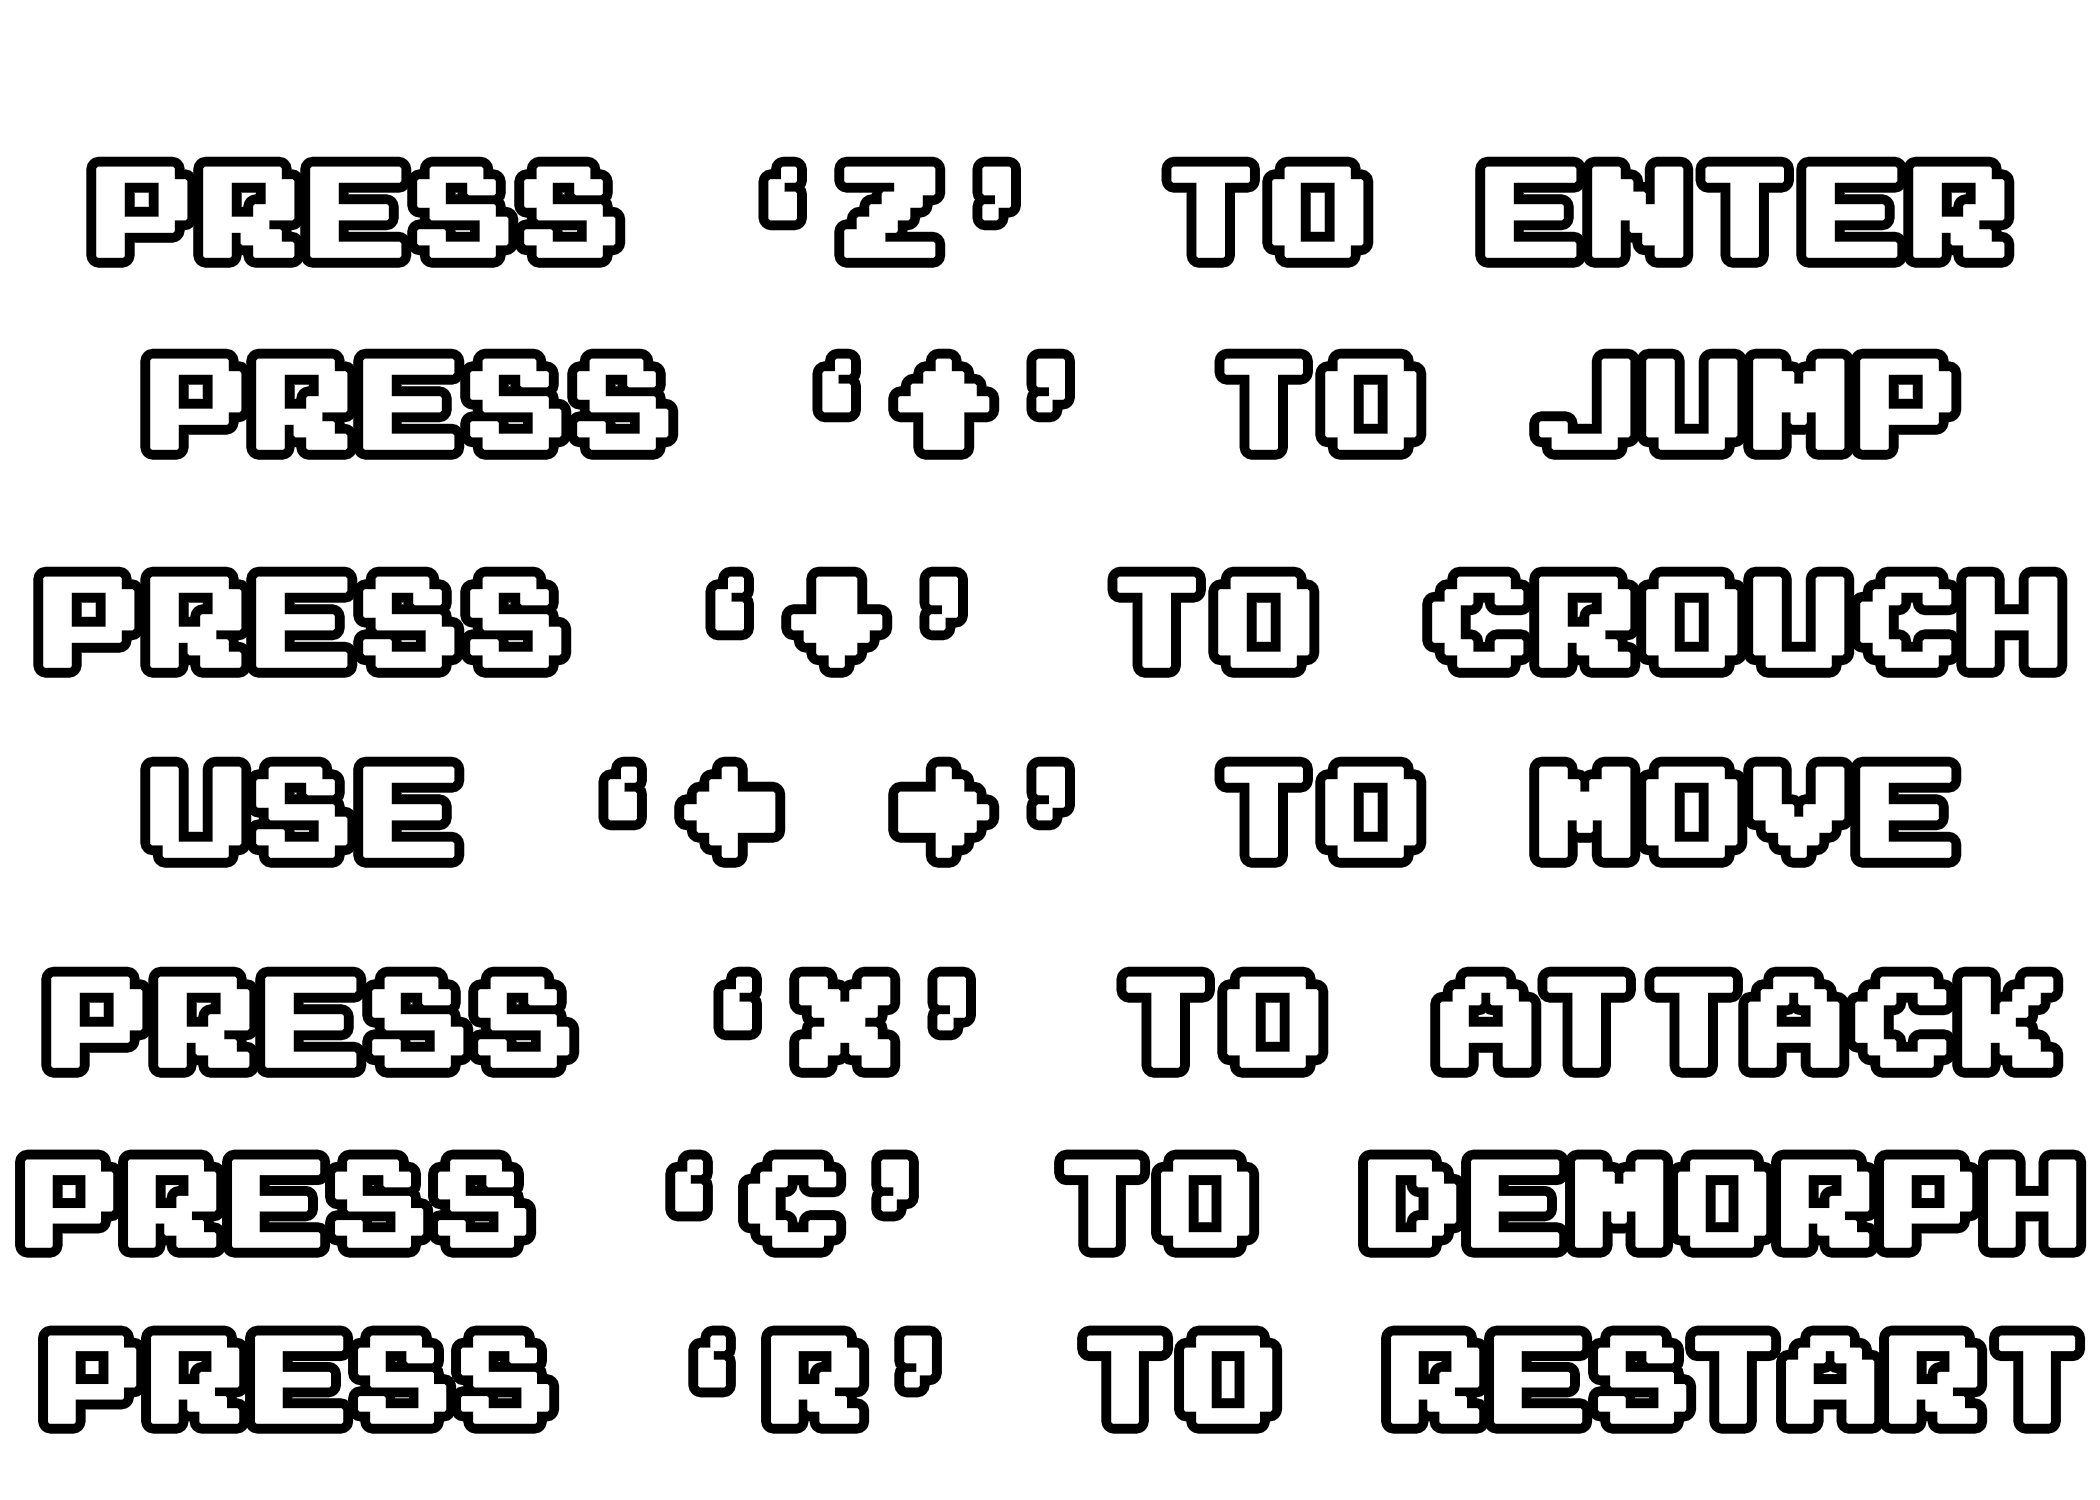 PRESS ‘Z’ TO ENTER
PRESS ‘↑’ TO JUMP
PRESS ‘↓’ TO CROUCH
USE ‘← →’ TO MOVE
PRESS ‘X’ TO ATTACK
PRESS ‘C’ TO DEMORPH
PRESS ‘R’ TO RESTART